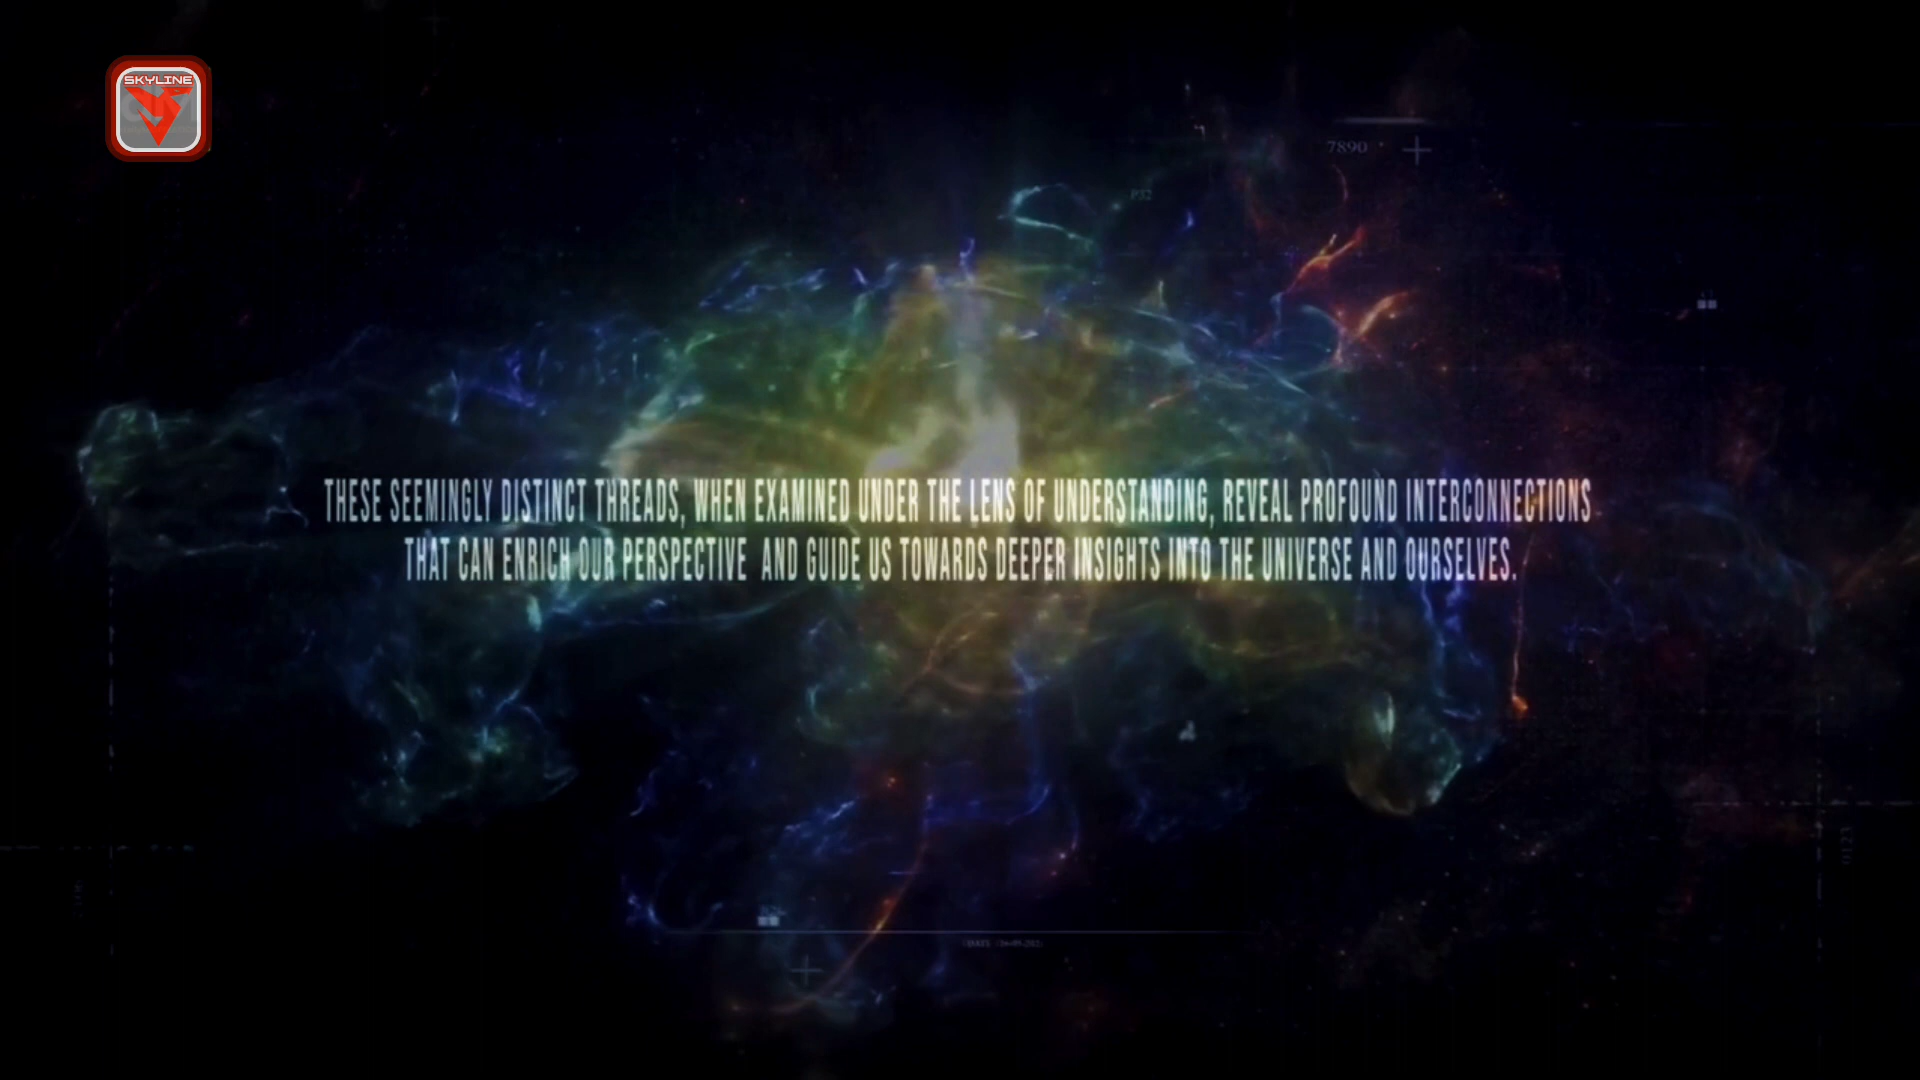 SKYLINE
7890
P52
THESE SEEMINGLY DISTINCT THREADS, WHEN EXAMINED UNDER THE LENS OF UNDERSTANDING, REVEAL PROFOUND INTERCONNECTIONS
THAT CAN ENRICH OUR PERSPECTIVE AND GUIDE US TOWARDS DEEPER INSIGHTS INTO THE UNIVERSE AND OURSELVES.